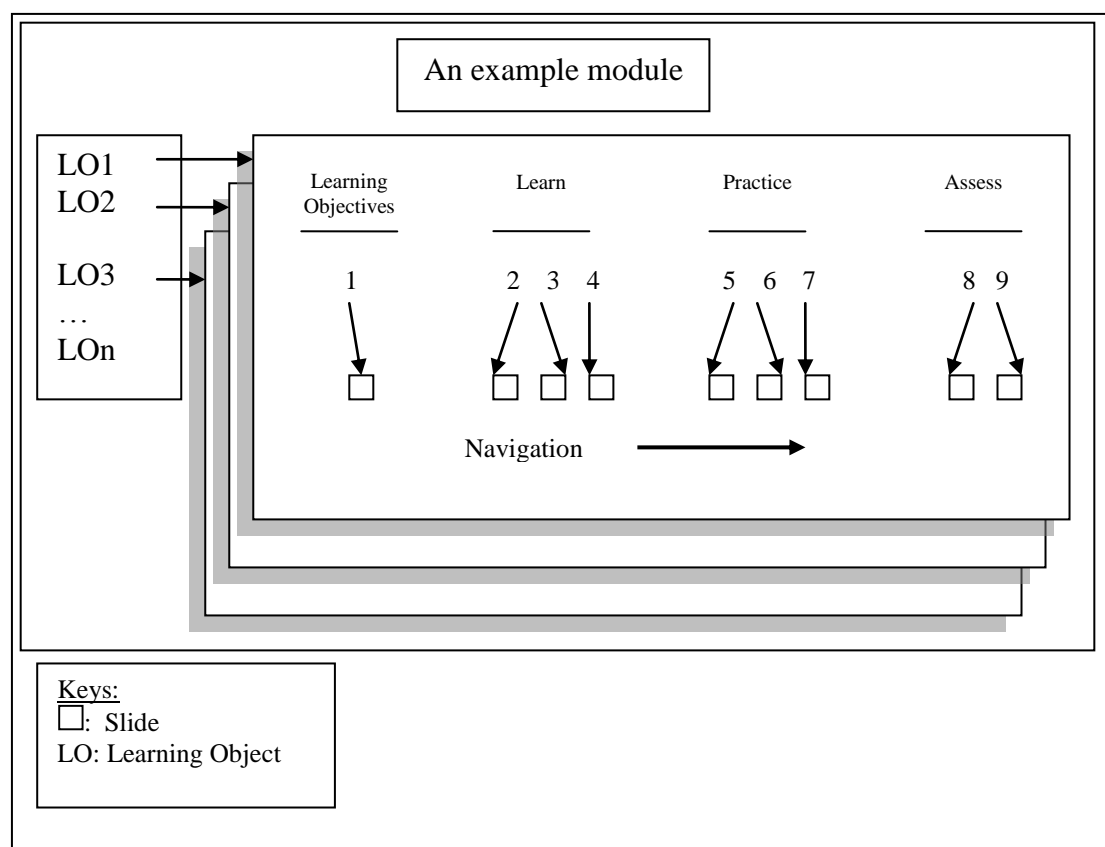 An example module
LO1
LO2
LO3
…
LOn
Learning Objectives
Learn
Practice
Assess
1
2 3 4
5 6 7
8 9
Navigation
Keys:
: Slide
LO: Learning Object